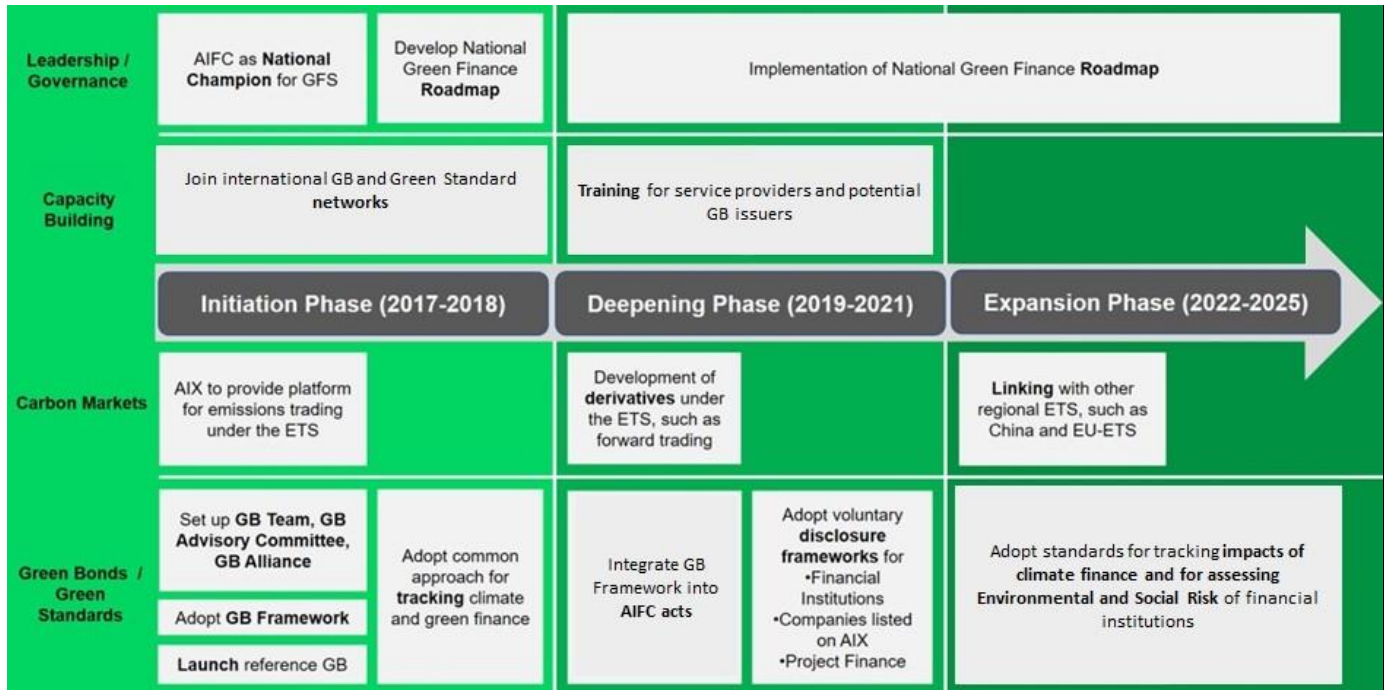 Leadership /
Governance
AIFC as National
Champion for GFS
Develop National
Green Finance
Roadmap
Implementation of National Green Finance Roadmap
Capacity
Building
Join international GB and Green Standard
networks
Training for service providers and potential
GB issuers
Initiation Phase (2017-2018)
Deepening Phase (2019-2021)
Expansion Phase (2022-2025)
Carbon Markets
AIX to provide platform
for emissions trading
under the ETS
Development of
derivatives under
the ETS, such as
forward trading
Linking with other
regional ETS, such as
China and EU-ETS
Green Bonds /
Green
Standards
Set up GB Team, GB
Advisory Committee,
GB Alliance
Adopt GB Framework
Launch reference GB
Adopt common
approach for
tracking climate
and green finance
Integrate GB
Framework into
AIFC acts
Adopt voluntary
disclosure
frameworks for
•Financial
Institutions
•Companies listed
on AIX
•Project Finance
Adopt standards for tracking impacts of
climate finance and for assessing
Environmental and Social Risk of financial
institutions